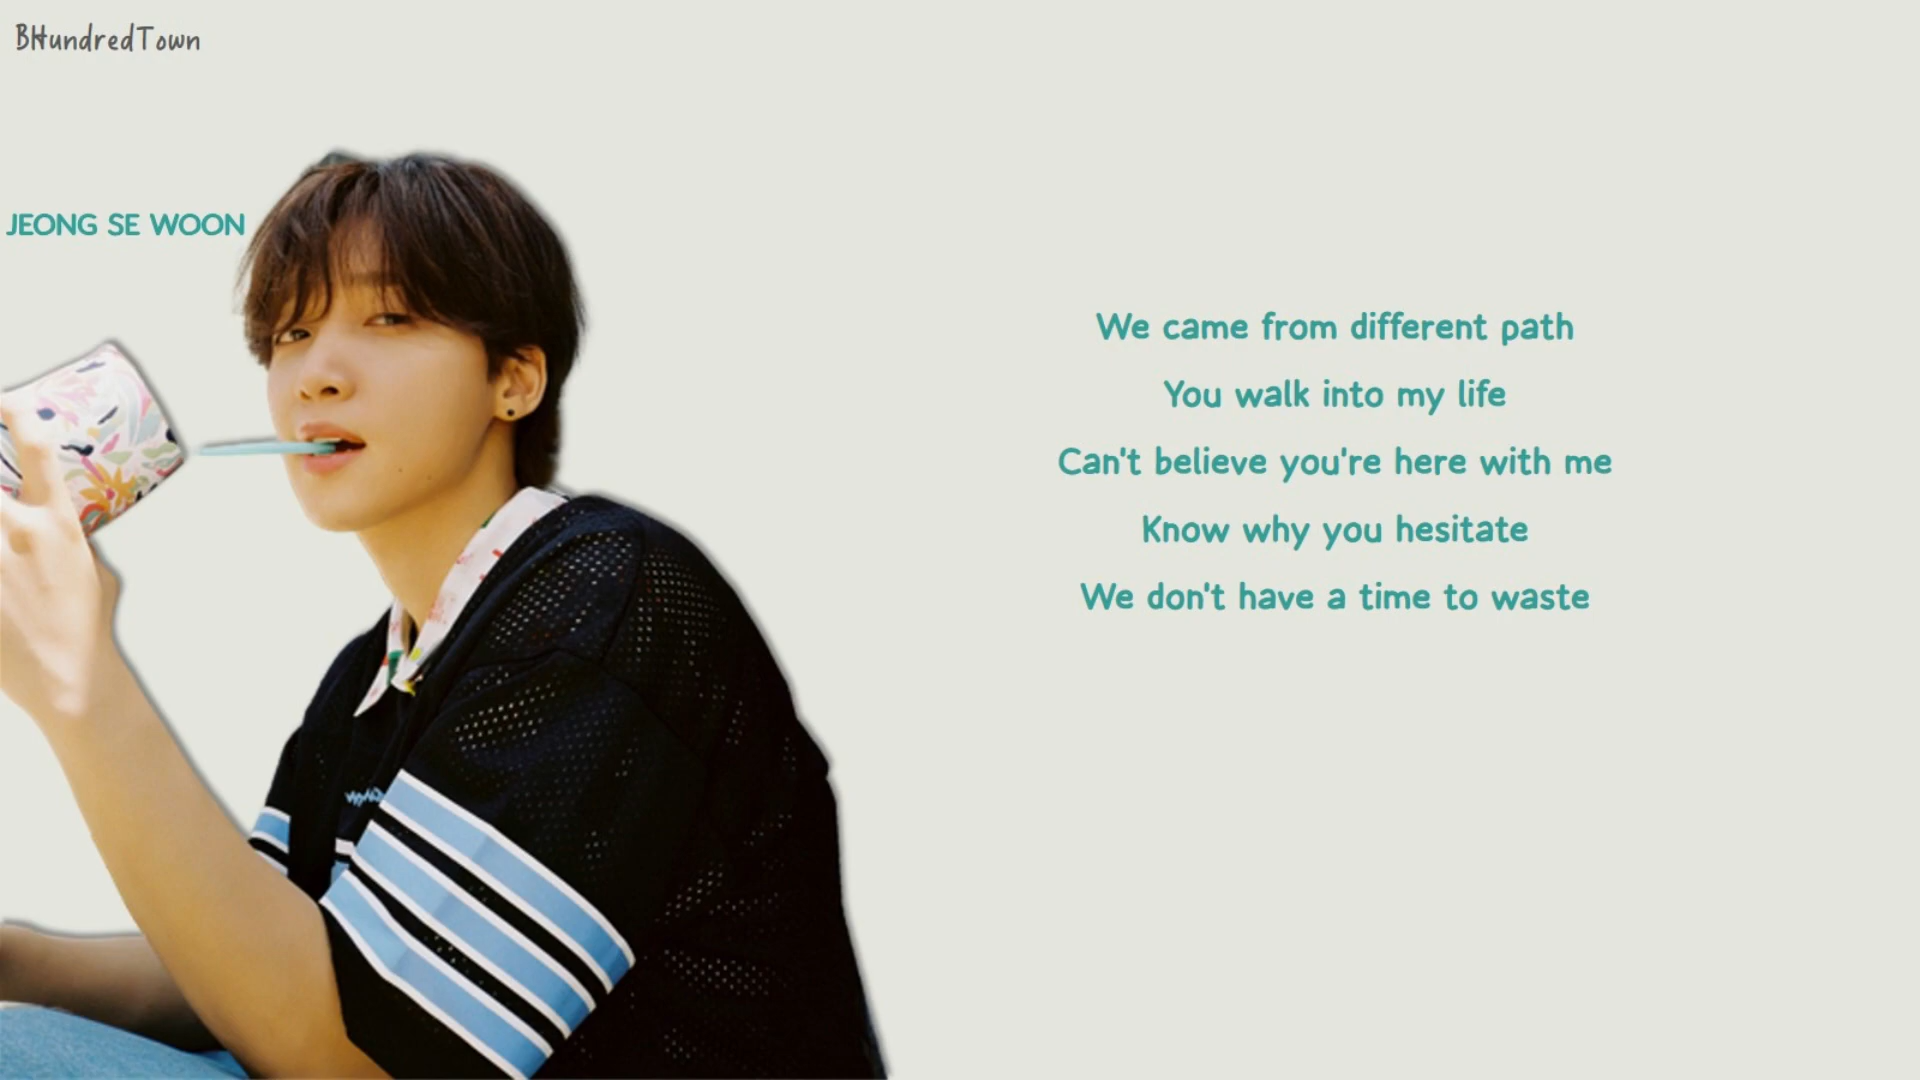 BHundredTown
JEONG SE WOON
We came from different path
You walk into my life
Can't believe you're here with me
Know why you hesitate
We don't have a time to waste